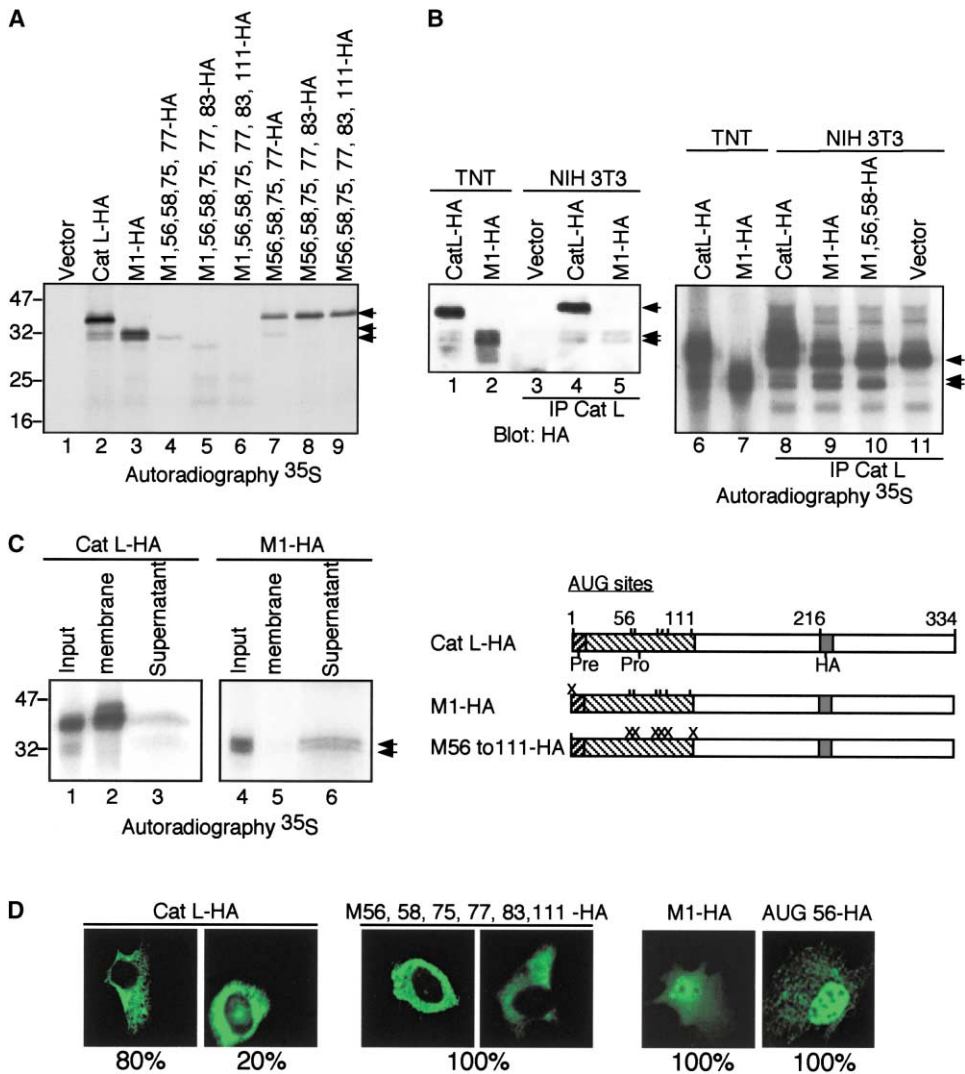 A
Vector
Cat L-HA
M1-HA
M1,56,58,75, 77-HA
M1,56,58,75, 77, 83-HA
M1,56,58,75, 77, 83, 111-HA
M56,58,75, 77-HA
M56,58,75, 77, 83-HA
M56,58,75, 77, 83, 111-HA
47
32
25
16
1 2 3 4 5 6 7 8 9
Autoradiography 35S
B
TNT NIH 3T3
CatL-HA
M1-HA
Vector
CatL-HA
M1-HA
1 2 3 4 5
IP Cat L
Blot: HA
TNT NIH 3T3
CatL-HA
M1-HA
CatL-HA
M1-HA
M1,56,58-HA
Vector
6 7 8 9 10 11
IP Cat L
Autoradiography 35S
C
Cat L-HA M1-HA
Input
membrane
Supernatant
Input
membrane
Supernatant
47
32
1 2 3 4 5 6
Autoradiography 35S
AUG sites
1 56 111 216 334
Cat L-HA
Pre Pro HA
X
M1-HA
XX XXX X
M56 to111-HA
D
Cat L-HA M56, 58, 75, 77, 83,111 -HA M1-HA AUG 56-HA
80% 20% 100% 100% 100%